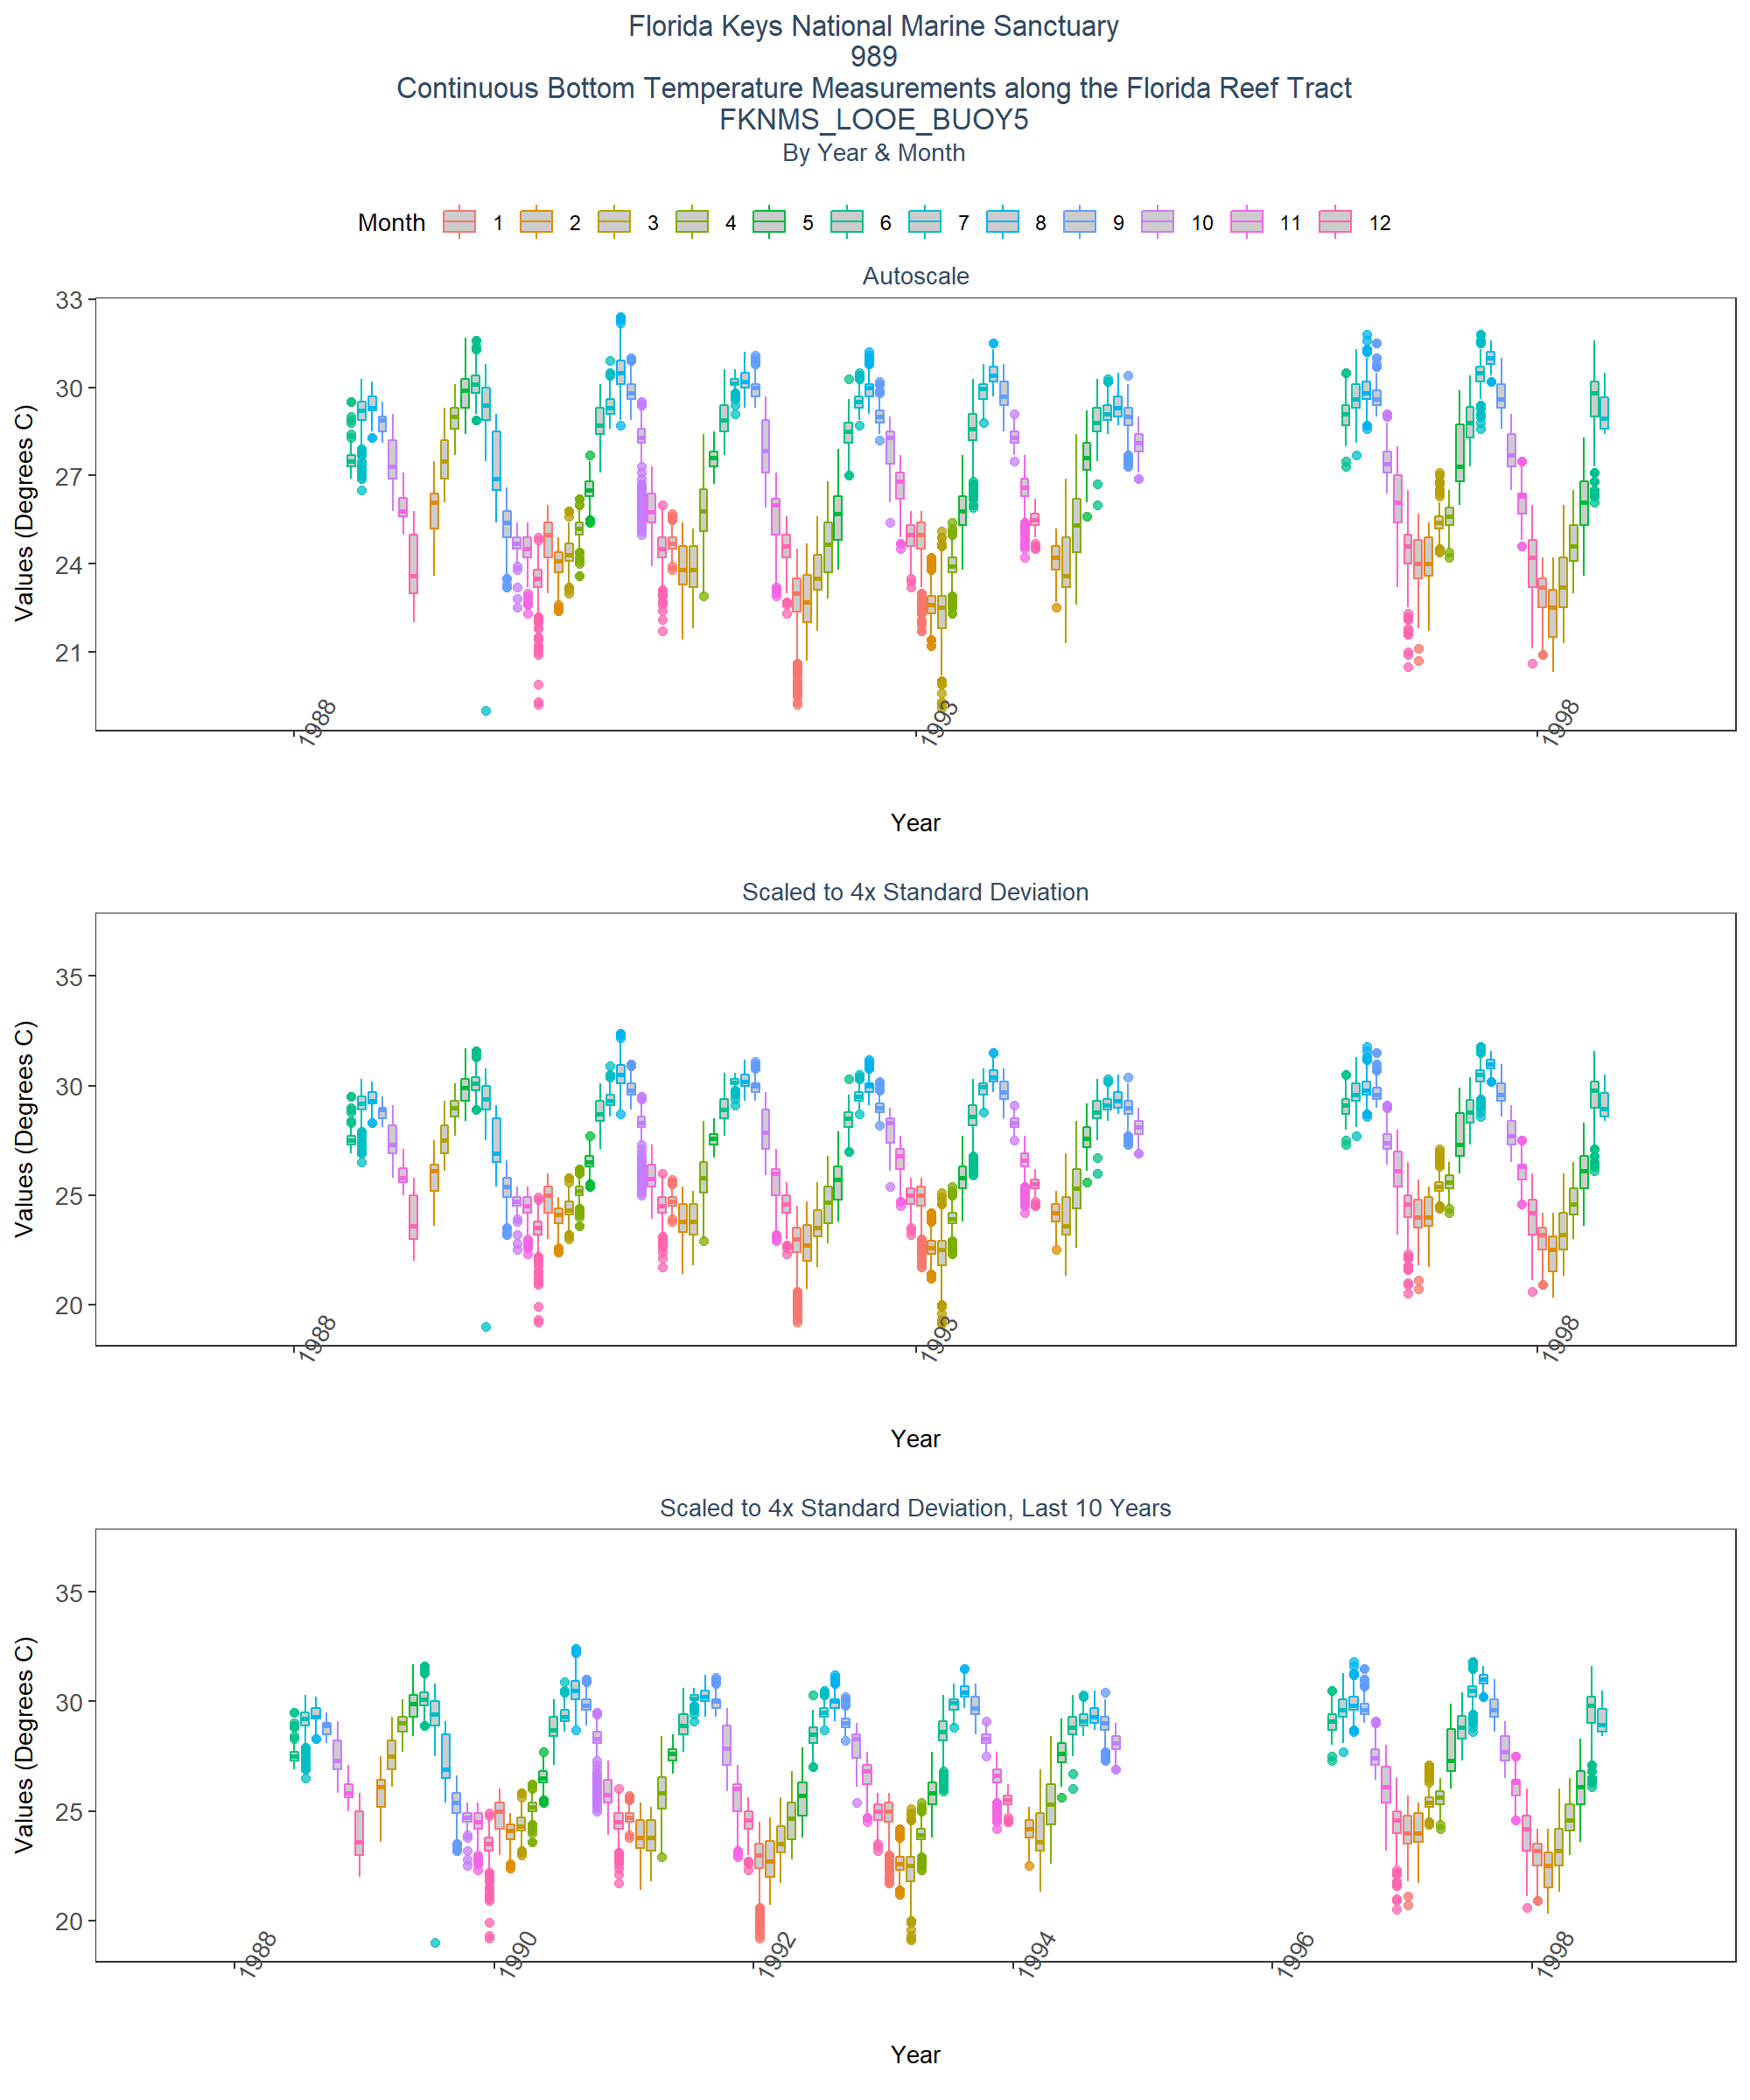 Florida Keys National Marine Sanctuary
989
Continuous Bottom Temperature Measurements along the Florida Reef Tract
FKNMS_LOOE_BUOY5
By Year & Month
Month 1 2 3 4 5 6 7 8 9 10 11 12
Autoscale
Values (Degrees C)
33
30
27
24
21
1988 1993 1998
Year
Scaled to 4x Standard Deviation
Values (Degrees C)
35
30
25
20
1988 1993 1998
Year
Scaled to 4x Standard Deviation, Last 10 Years
Values (Degrees C)
35
30
25
20
1988 1990 1992 1994 1996 1998
Year